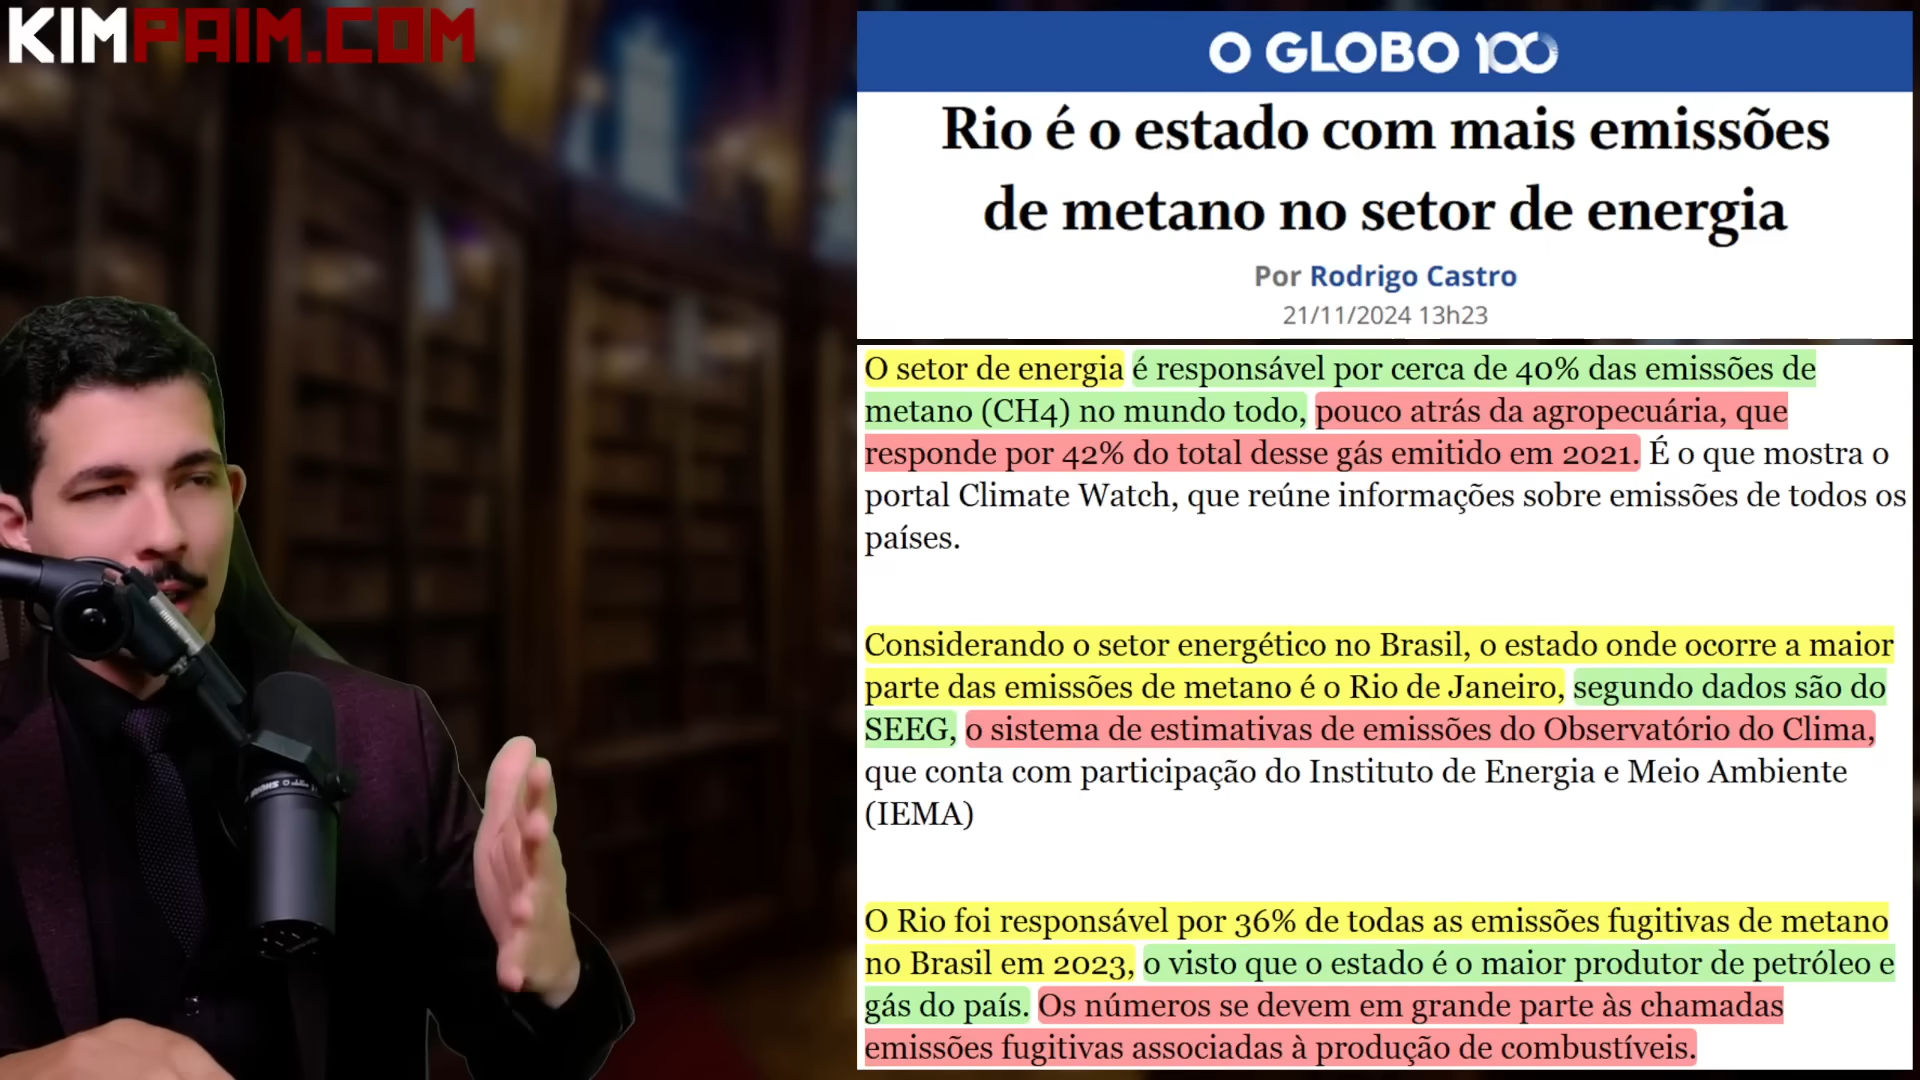 KIMPAIM.COM
O GLOBO 100
Rio é o estado com mais emissões
de metano no setor de energia
Por Rodrigo Castro
21/11/2024 13h23
O setor de energia é responsável por cerca de 40% das emissões de
metano (CH4) no mundo todo, pouco atrás da agropecuária, que
responde por 42% do total desse gás emitido em 2021. É o que mostra o
portal Climate Watch, que reúne informações sobre emissões de todos os
países.
Considerando o setor energético no Brasil, o estado onde ocorre a maior
parte das emissões de metano é o Rio de Janeiro, segundo dados são do
SEEG, o sistema de estimativas de emissões do Observatório do Clima,
que conta com participação do Instituto de Energia e Meio Ambiente
(IEMA)
O Rio foi responsável por 36% de todas as emissões fugitivas de metano
no Brasil em 2023, o visto que o estado é o maior produtor de petróleo e
gás do país. Os números se devem em grande parte às chamadas
emissões fugitivas associadas à produção de combustíveis.